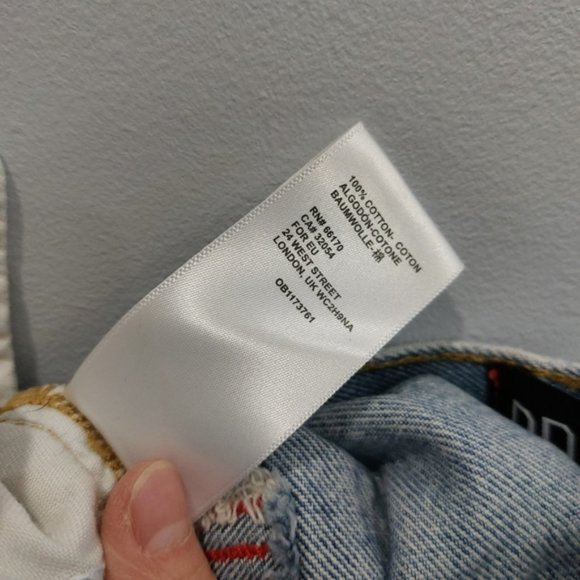 100% COTTON- COTON
ALGODON-COTONE
BAUMWOLLE-棉
RN# 66170
CA# 32054
FOR EU
24 WEST STREET
LONDON, UK WC2H9NA
OB1173761